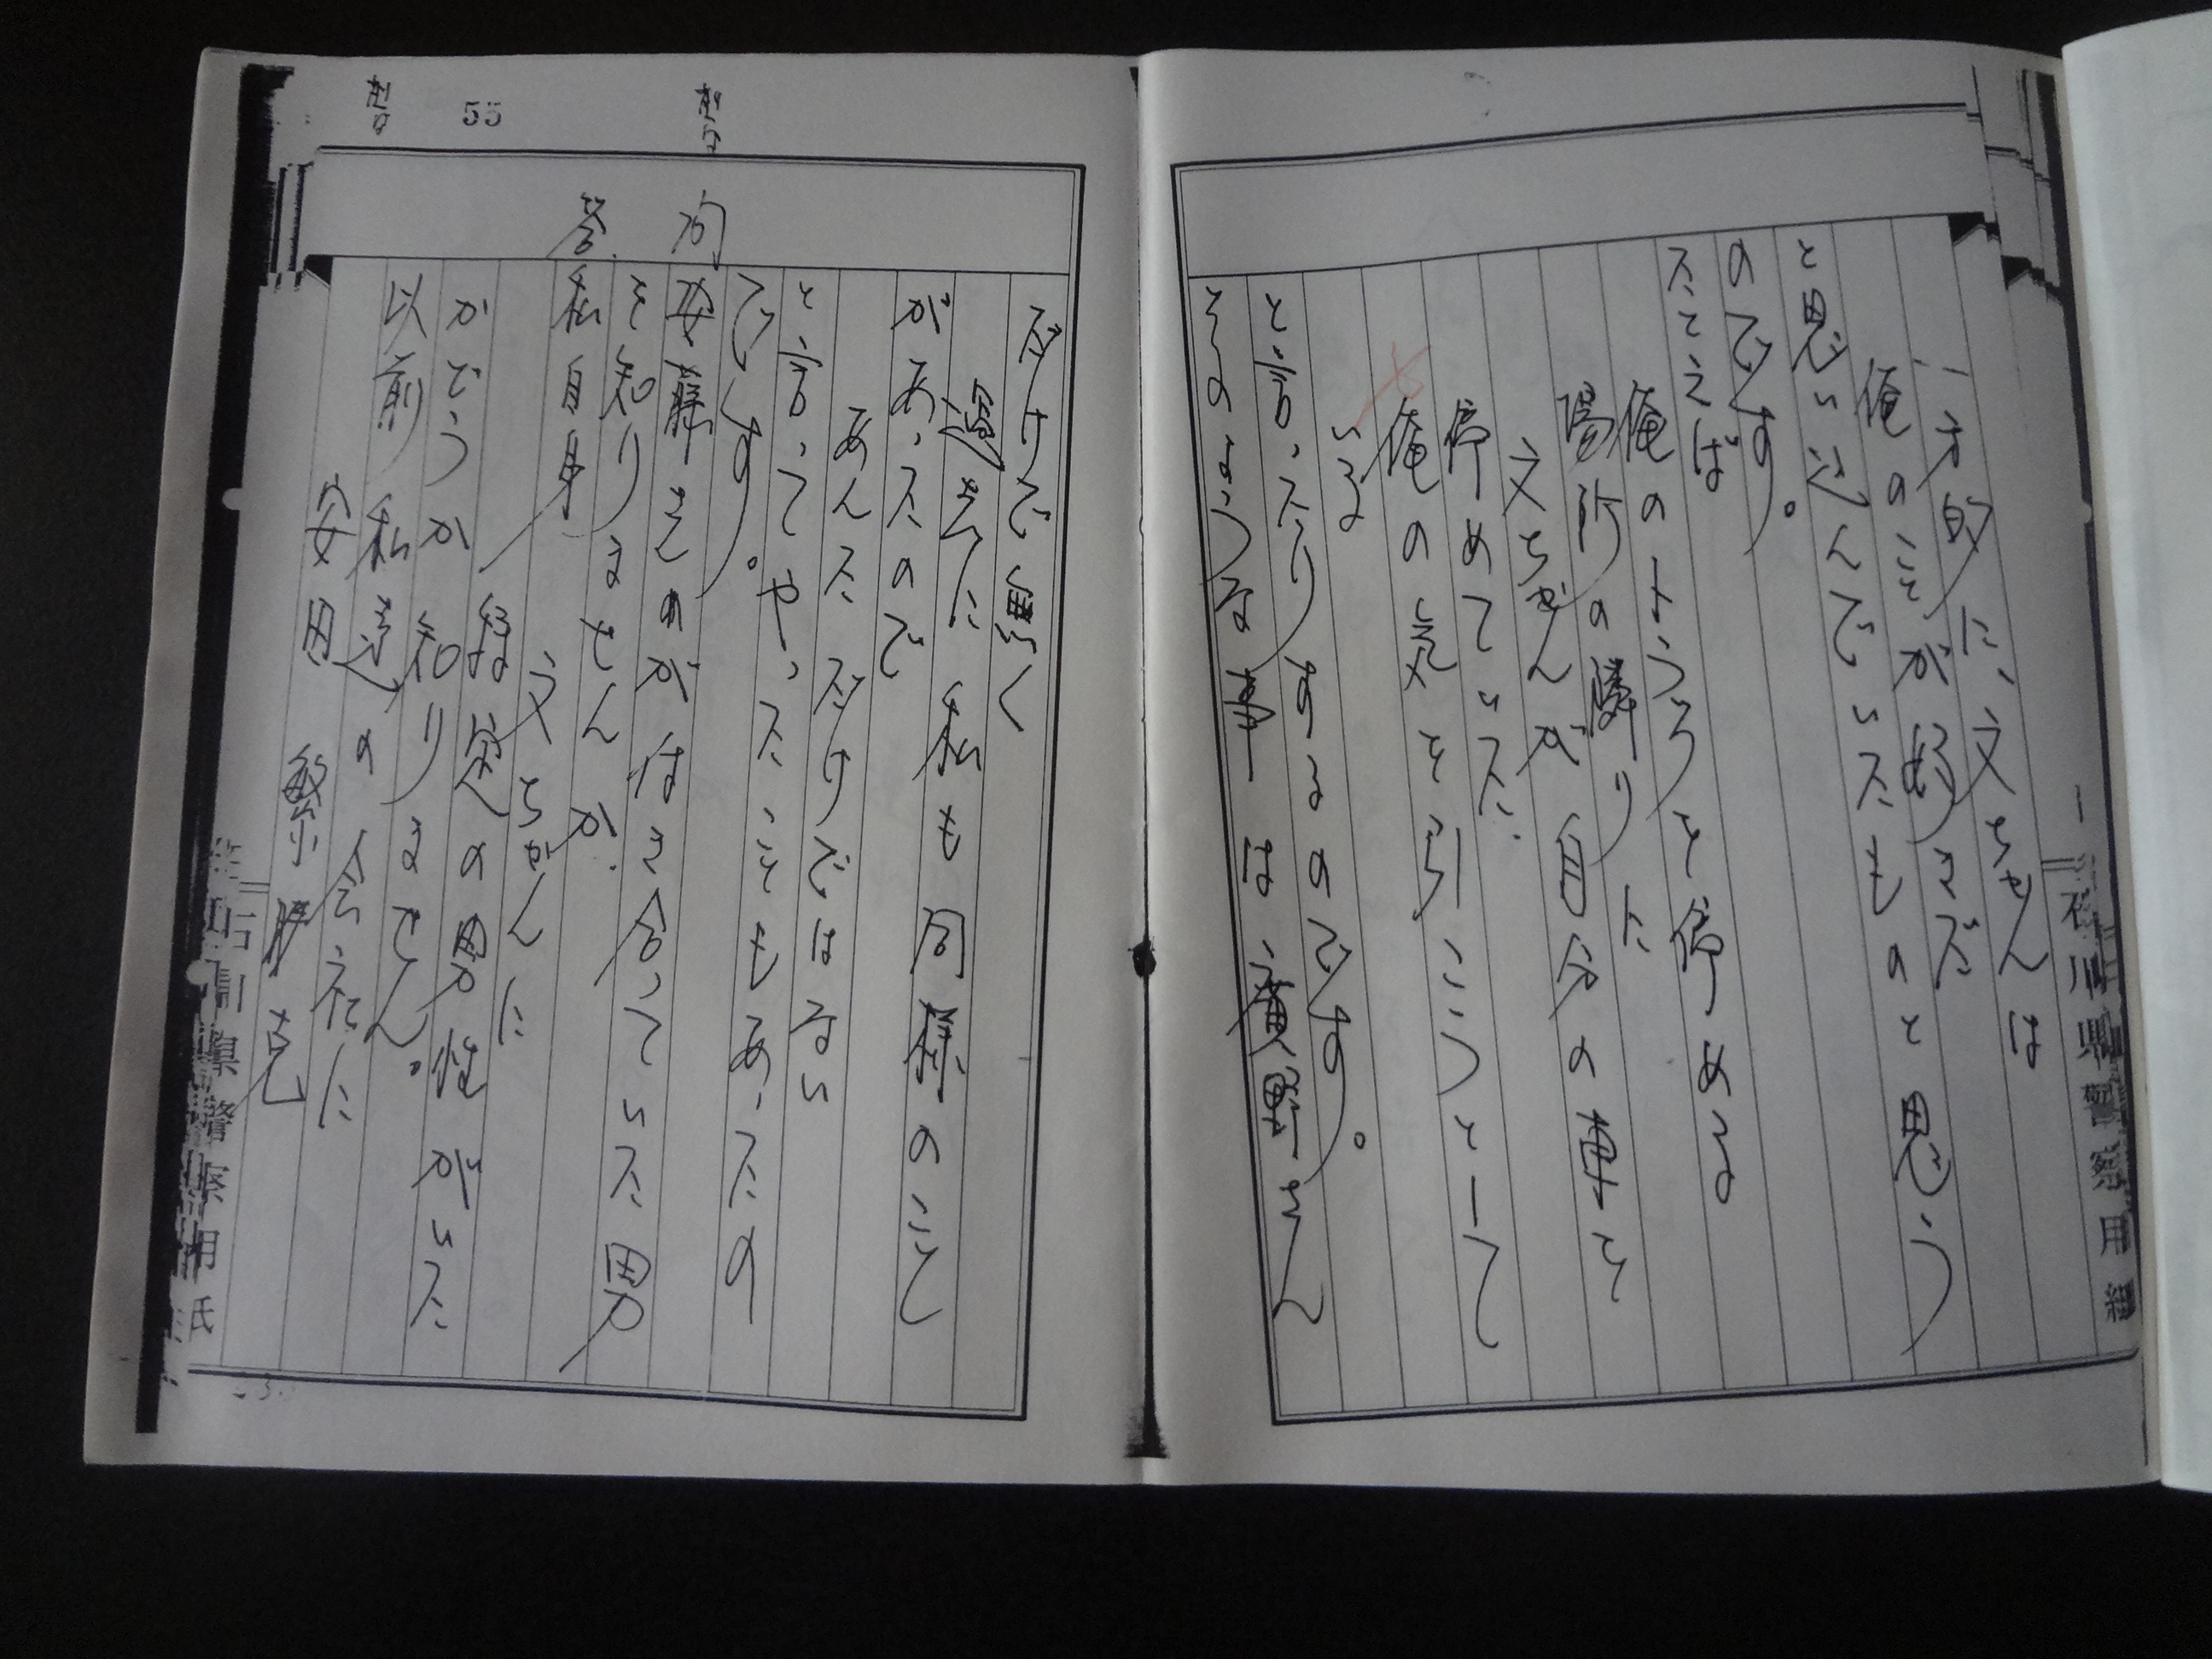 一方的に、文ちゃんは
俺のことが好きだ
と思い込んでいたものと思う
のです。
たとえば
俺のトラックを停める
場所の隣りに
文ちゃんが自分の車を
停めていた。
俺の気を引こうとして
いる
と言ったりするのです。
そのような事は浜野さん
だけで無く
過去に私も同様のこと
があったので
あんただけではない
と言ってやったこともあったの
です。
問 安藤さんがつき合っていた男
を知りませんか。
答 私自身、文ちゃんに
特定の男性がいた
かどうか知りません。
以前私達の会社に
安田繁克
55
石川県警察用紙
石川県警察用紙